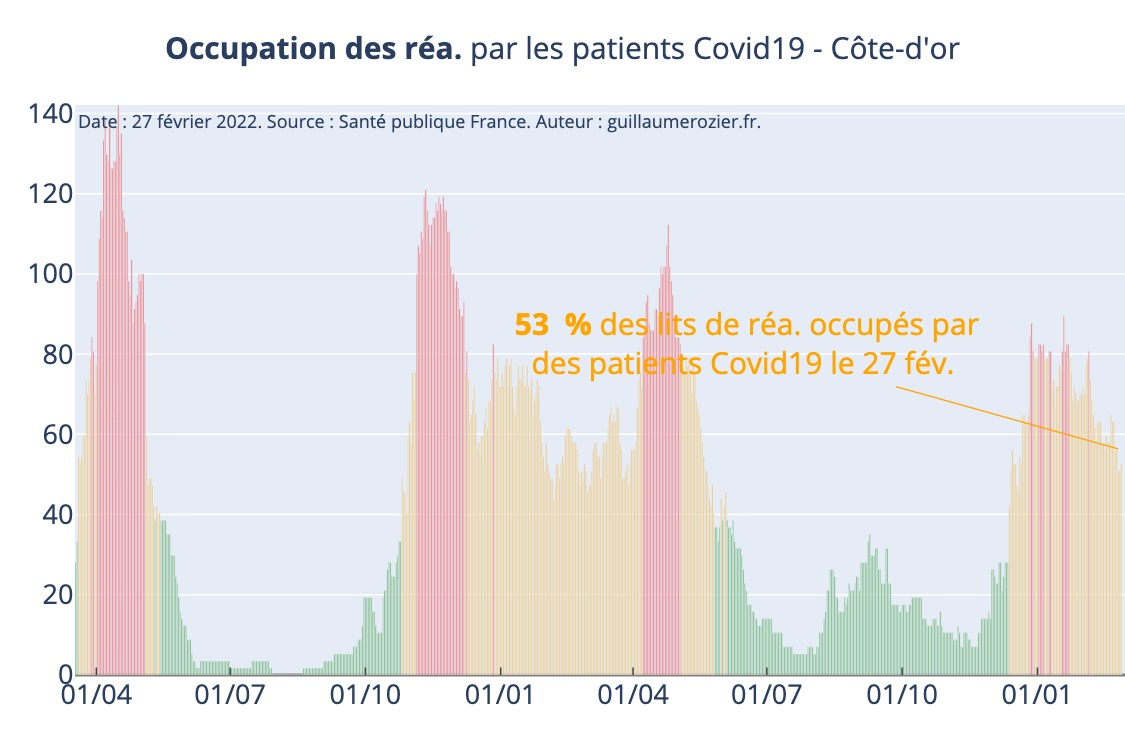 Occupation des réa. par les patients Covid19 - Côte-d'or
140
Date : 27 février 2022. Source : Santé publique France. Auteur : guillaumerozier.fr.
120
100
53  % des lits de réa. occupés par
des patients Covid19 le 27 fév.
80
60
40
20
0
01/04 01/07 01/10 01/01 01/04 01/07 01/10 01/01